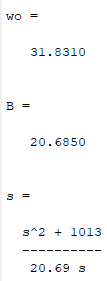 wo =
31.8310
B =
20.6850
s =
s^2 + 1013
----------
20.69 s